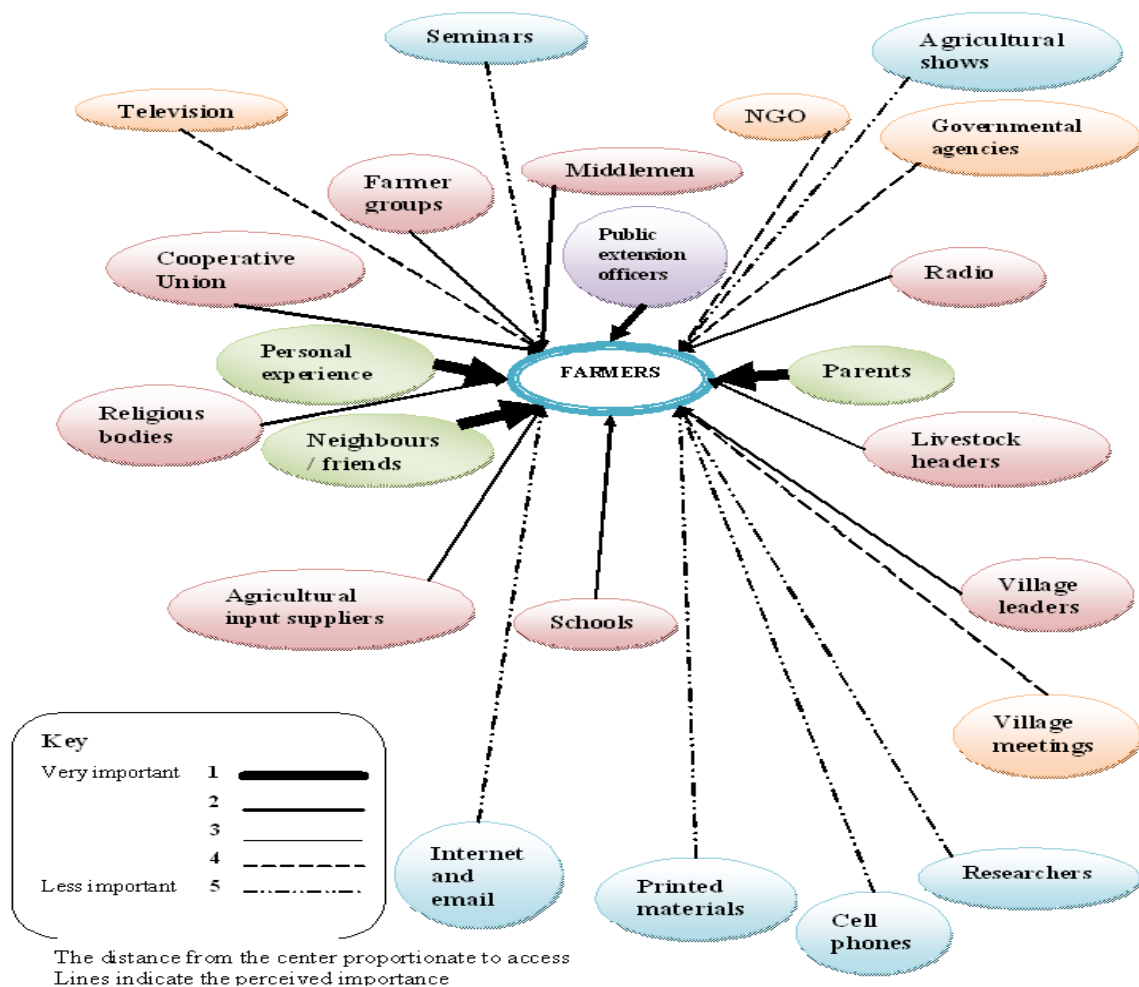 Seminars
Agricultural
shows
Television
NGO
Governmental
agencies
Farmer
groups
Middlemen
Public
extension
officers
Cooperative
Union
Radio
Personal
experience
FARMERS
Parents
Religious
bodies
Neighbours
/ friends
Livestock
headers
Agricultural
input suppliers
Schools
Village
leaders
Village
meetings
Key
Very important 1
2
3
4
Less important 5
Internet
and
email
Printed
materials
Cell
phones
Researchers
The distance from the center proportionate to access
Lines indicate the perceived importance